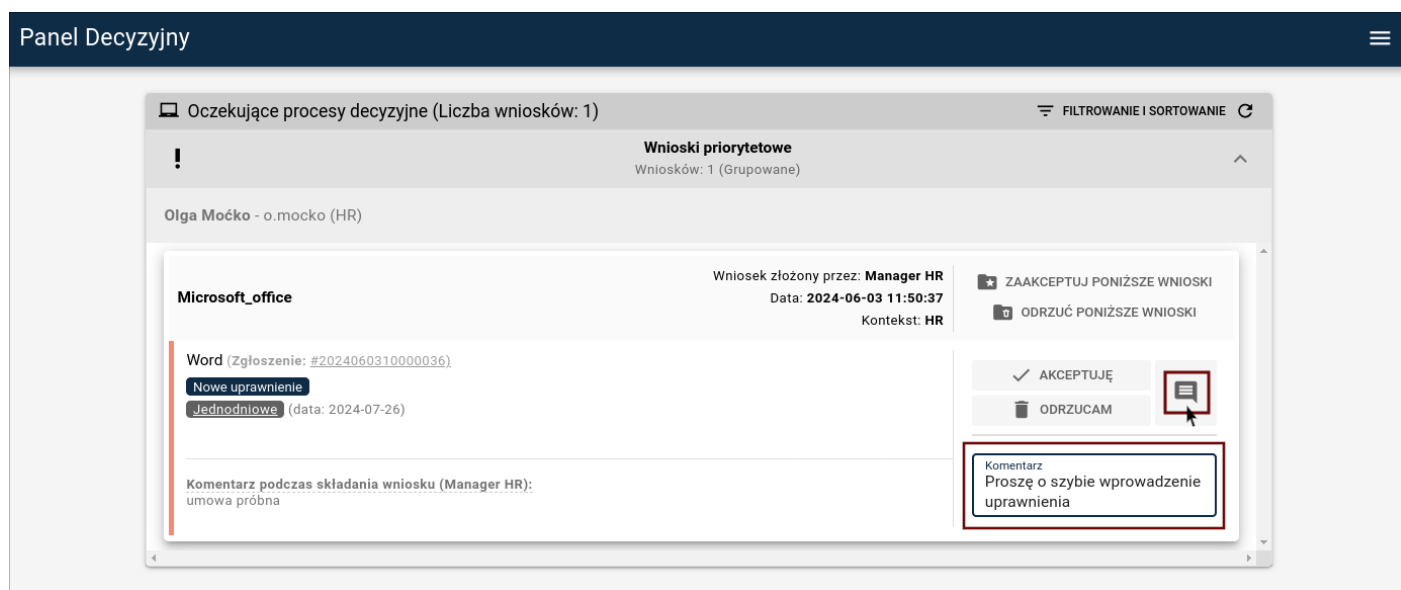 Panel Decyzyjny
Oczekujące procesy decyzyjne (Liczba wniosków: 1)
FILTROWANIE I SORTOWANIE
Wnioski priorytetowe
Wniosków: 1 (Grupowane)
Olga Moćko - o.mocko (HR)
Microsoft_office
Wniosek złożony przez: Manager HR
Data: 2024-06-03 11:50:37
Kontekst: HR
ZAAKCEPTUJ PONIŻSZE WNIOSKI
ODRZUĆ PONIŻSZE WNIOSKI
Word (Zgłoszenie: #2024060310000036)
Nowe uprawnienie
Jednodniowe (data: 2024-07-26)
AKCEPTUJĘ
ODRZUCAM
Komentarz podczas składania wniosku (Manager HR):
umowa próbna
Komentarz
Proszę o szybie wprowadzenie
uprawnienia